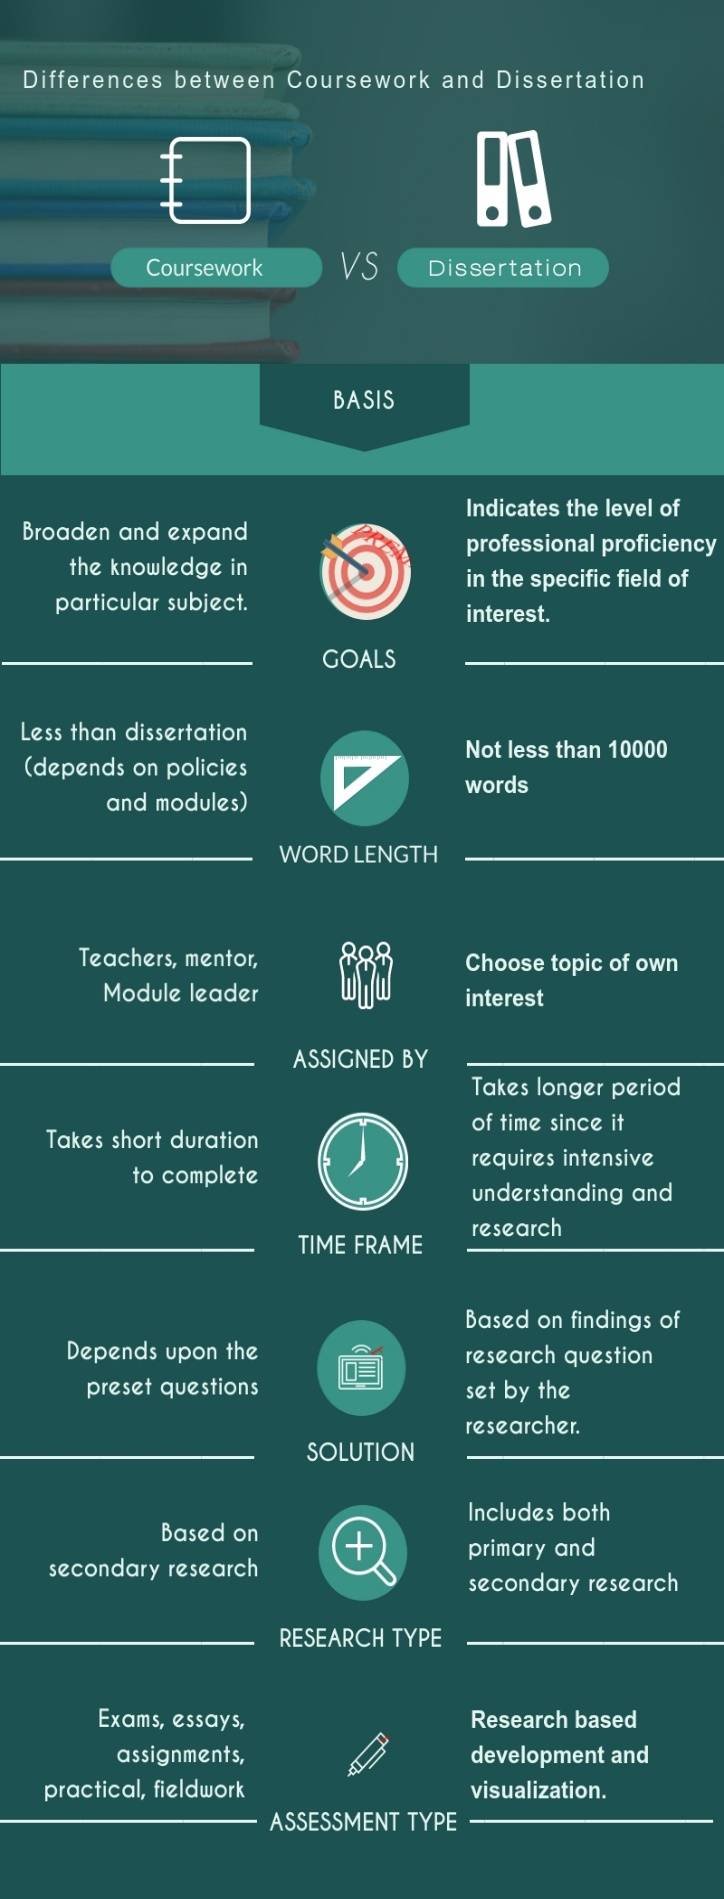 Differences between Coursework and Dissertation
Coursework
VS
Dissertation
BASIS
Broaden and expand
the knowledge in
particular subject.
Indicates the level of
professional proficiency
in the specific field of
interest.
GOALS
Less than dissertation
(depends on policies
and modules)
Not less than 10000
words
WORD LENGTH
Teachers, mentor,
Module leader
Choose topic of own
interest
ASSIGNED BY
Takes short duration
to complete
Takes longer period
of time since it
requires intensive
understanding and
research
TIME FRAME
Depends upon the
preset questions
Based on findings of
research question
set by the
researcher.
SOLUTION
Based on
secondary research
Includes both
primary and
secondary research
RESEARCH TYPE
Exams, essays,
assignments,
practical, fieldwork
Research based
development and
visualization.
ASSESSMENT TYPE